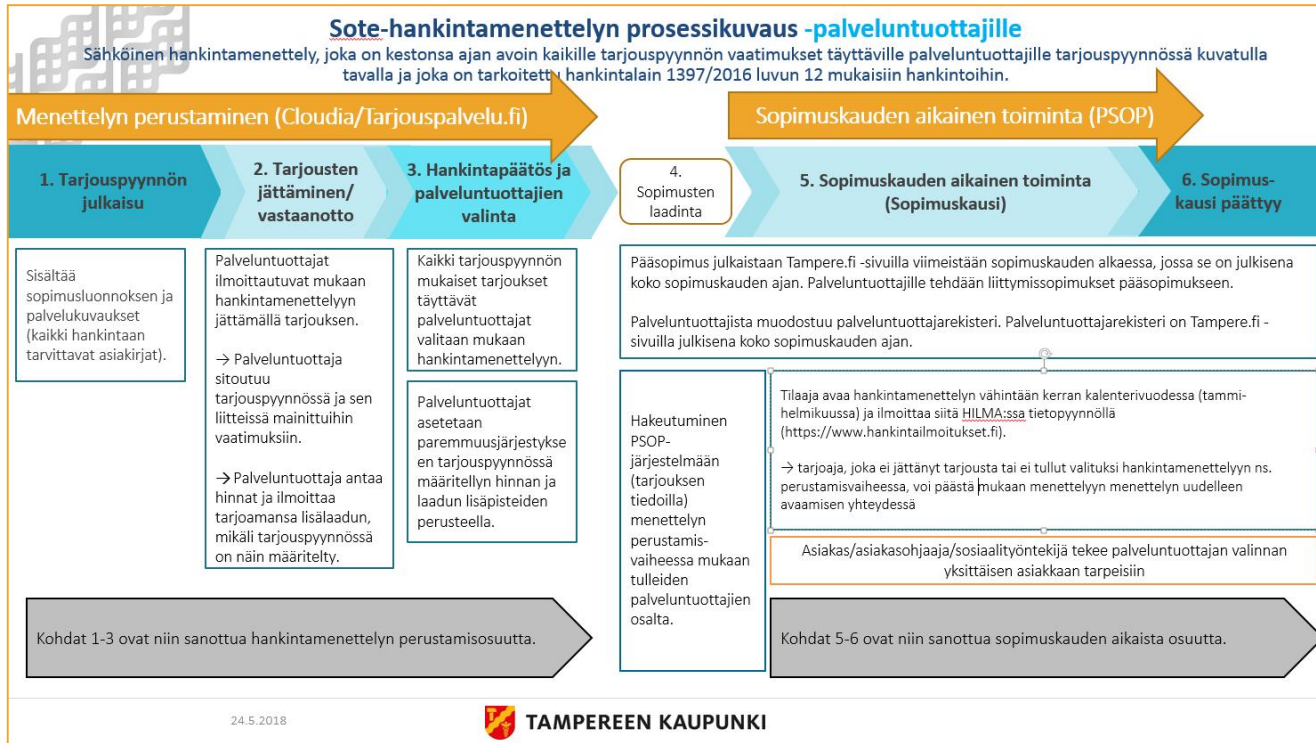 Sote-hankintamenettelyn prosessikuvaus -palveluntuottajille
Sähköinen hankintamenettely, joka on kestonsa ajan avoin kaikille tarjouspyynnön vaatimukset täyttäville palveluntuottajille tarjouspyynnössä kuvatulla
tavalla ja joka on tarkoitettu hankintalain 1397/2016 luvun 12 mukaisiin hankintoihin.
Menettelyn perustaminen (Cloudia/Tarjouspalvelu.fi)
Sopimuskauden aikainen toiminta (PSOP)
1. Tarjouspyynnön
julkaisu
2. Tarjousten
jättäminen/
vastaanotto
3. Hankintapäätös ja
palveluntuottajien
valinta
4.
Sopimusten
laadinta
5. Sopimuskauden aikainen toiminta
(Sopimuskausi)
6. Sopimus-
kausi päättyy
Sisältää
sopimusluonnoksen ja
palvelukuvaukset
(kaikki hankintaan
tarvittavat asiakirjat).
Palveluntuottajat
ilmoittautuvat mukaan
hankintamenettelyyn
jättämällä tarjouksen.
→ Palveluntuottaja
sitoutuu
tarjouspyynnössä ja sen
liitteissä mainittuihin
vaatimuksiin.
→ Palveluntuottaja antaa
hinnat ja ilmoittaa
tarjoamansa lisälaadun,
mikäli tarjouspyynnössä
on näin määritelty.
Kaikki tarjouspyynnön
mukaiset tarjoukset
täyttävät
palveluntuottajat
valitaan mukaan
hankintamenettelyyn.
Palveluntuottajat
asetetaan
paremmuusjärjestykse
en tarjouspyynnössä
määritellyn hinnan ja
laadun lisäpisteiden
perusteella.
Pääsopimus julkaistaan Tampere.fi -sivuilla viimeistään sopimuskauden alkaessa, jossa se on julkisena
koko sopimuskauden ajan. Palveluntuottajille tehdään liittymissopimukset pääsopimukseen.
Palveluntuottajista muodostuu palveluntuottajarekisteri. Palveluntuottajarekisteri on Tampere.fi -
sivuilla julkisena koko sopimuskauden ajan.
Hakeutuminen
PSOP-
järjestelmään
(tarjouksen
tiedoilla)
menettelyn
perustamis-
vaiheessa mukaan
tulleiden
palveluntuottajien
osalta.
Tilaaja avaa hankintamenettelyn vähintään kerran kalenterivuodessa (tammi-
helmikuussa) ja ilmoittaa siitä HILMA:ssa tietopyynnöllä
(https://www.hankintailmoitukset.fi).
→ tarjoaja, joka ei jättänyt tarjousta tai ei tullut valituksi hankintamenettelyyn ns.
perustamisvaiheessa, voi päästä mukaan menettelyyn menettelyn uudelleen
avaamisen yhteydessä
Asiakas/asiakasohjaaja/sosiaalityöntekijä tekee palveluntuottajan valinnan
yksittäisen asiakkaan tarpeisiin
Kohdat 1-3 ovat niin sanottua hankintamenettelyn perustamisosuutta.
Kohdat 5-6 ovat niin sanottua sopimuskauden aikaista osuutta.
24.5.2018
TAMPEREEN KAUPUNKI